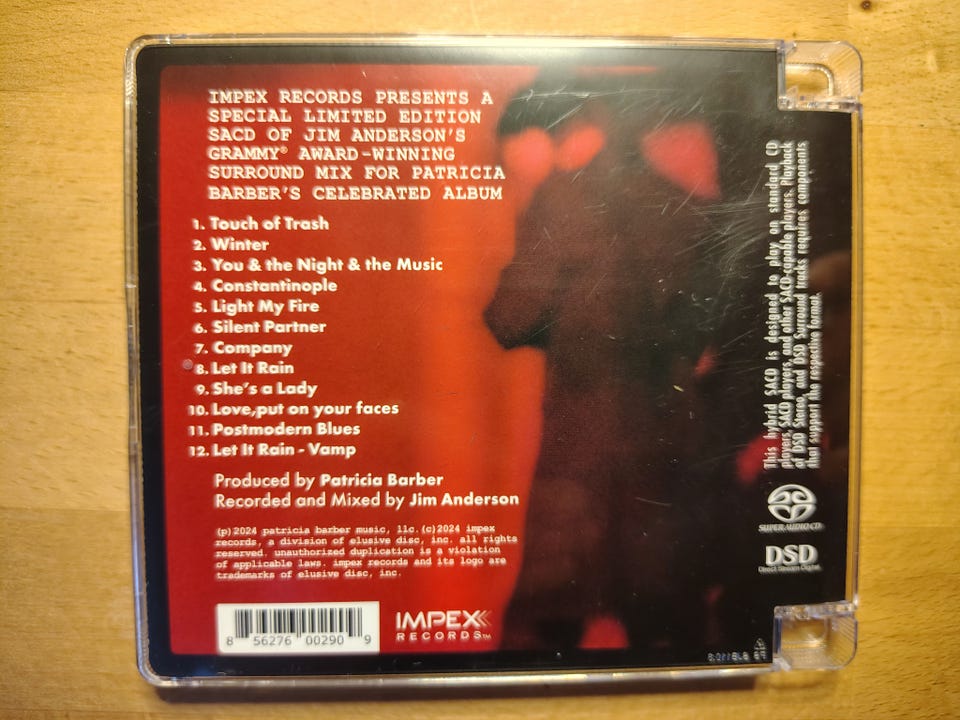 IMPEX RECORDS PRESENTS A
SPECIAL LIMITED EDITION
SACD OF JIM ANDERSON'S
GRAMMY® AWARD-WINNING
SURROUND MIX FOR PATRICIA
BARBER'S CELEBRATED ALBUM
1. Touch of Trash
2. Winter
3. You & the Night & the Music
4. Constantinople
5. Light My Fire
6. Silent Partner
7. Company
8. Let It Rain
9. She's a Lady
10. Love,put on your faces
11. Postmodern Blues
12. Let It Rain - Vamp
Produced by Patricia Barber
Recorded and Mixed by Jim Anderson
(p)2024 patricia barber music, llc.(c)2024 impex
records, a division of elusive disc, inc. all rights
reserved. unauthorized duplication is a violation
of applicable laws. impex records and its logo are
trademarks of elusive disc, inc.
8 56276 00290 9
IMPEX
RECORDS™
This hybrid SACD is designed to play on standard CD
players, SACD players, and other SACD-capable players. Playback
of DSD Stereo, and DSD Surround tracks requires components
that support the respective format.
SUPER AUDIO CD
DSD
Direct Stream Digital